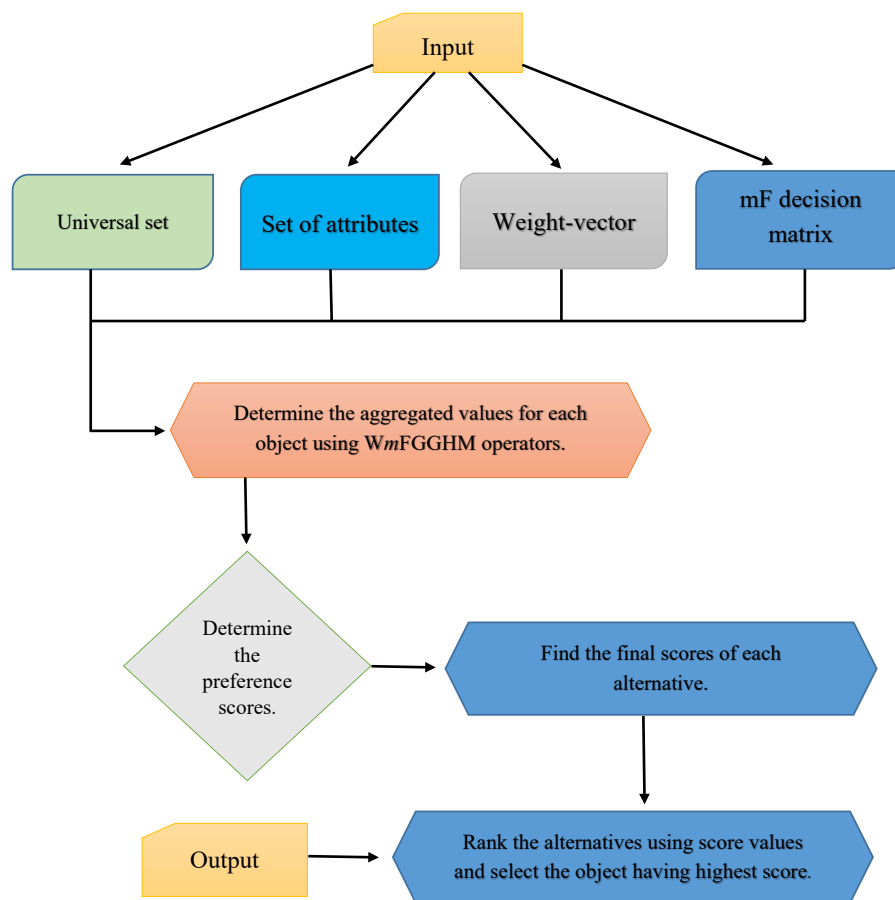 Input
Universal set
Set of attributes
Weight-vector
mF decision
matrix
Determine the aggregated values for each
object using WmFGGHM operators.
Determine
the
preference
scores.
Find the final scores of each
alternative.
Output
Rank the alternatives using score values
and select the object having highest score.